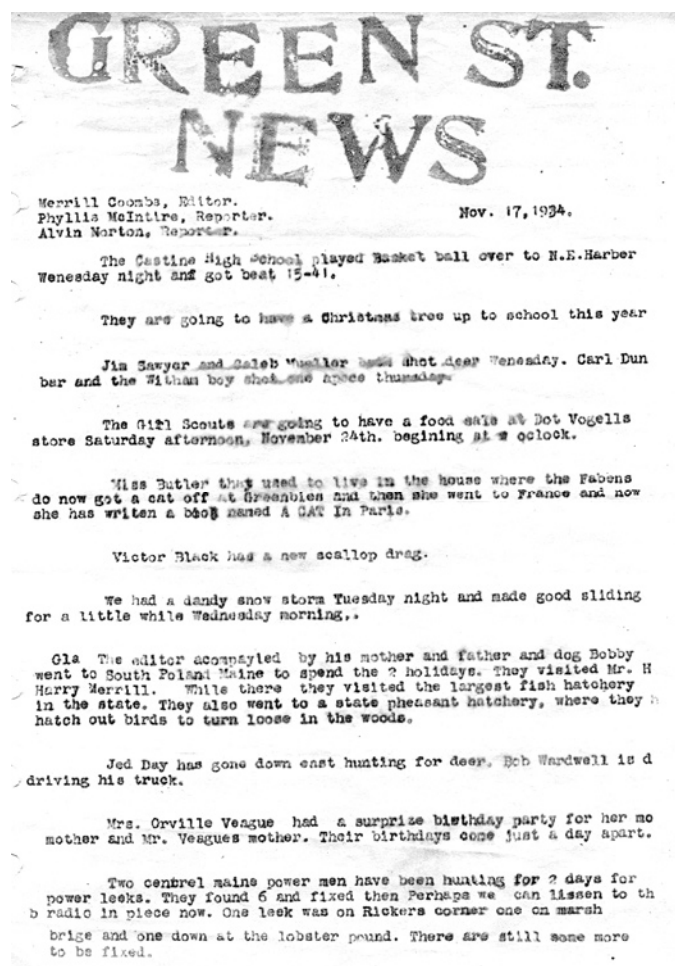 GREEN ST.
NEWS
Merrill Coombs, Editor.
Phyllis McIntire, Reporter.
Nov. 17,1934.
Alvin Norton, Reporter.
The Castine High School played Basket ball over to N.E.Harber
Wenesday night anf got beat 15-41.
They are going to have a Christmas tree up to school this year
Jim Sawyer and Caleb Mueller both shot deer Wenesday. Carl Dun
bar and the Witham boy shot one apece thumsday.
The Girl Scouts are going to have a food sale at Dot Vogells
store Saturday afternoon, November 24th. begining at oclock.
Miss Butler that used to live in the house where the Fabens
do now got a cat off at Greenbies and then she went to France and now
she has writen a book named A CAT In Paris.
Victor Black has a new scallop drag.
We had a dandy snow storm Tuesday night and made good sliding
for a little while Wednesday morning,.
Gla The editor acompayied by his mother and father and dog Bobby
went to South Poland Maine to spend the 2 holidays. They visited Mr. H
Harry Merrill. While there they visited the largest fish hatchery
in the state. They also went to a state pheasant hatchery, where they h
hatch out birds to turn loose in the woods.
Jed Day has gone down east hunting for deer. Bob Wardwell is d
driving his truck.
Mrs. Orville Veague had a surprize birthday party for her mo
mother and Mr. Veagues mother. Their birthdays come just a day apart.
Two centrel maine power men have been hunting for 2 days for
power leeks. They found 6 and fixed then Perhaps we can lissen to th
b radio in piece now. One leek was on Rickers corner one on marsh
brige and one down at the lobster pound. There are still some more
to be fixed.